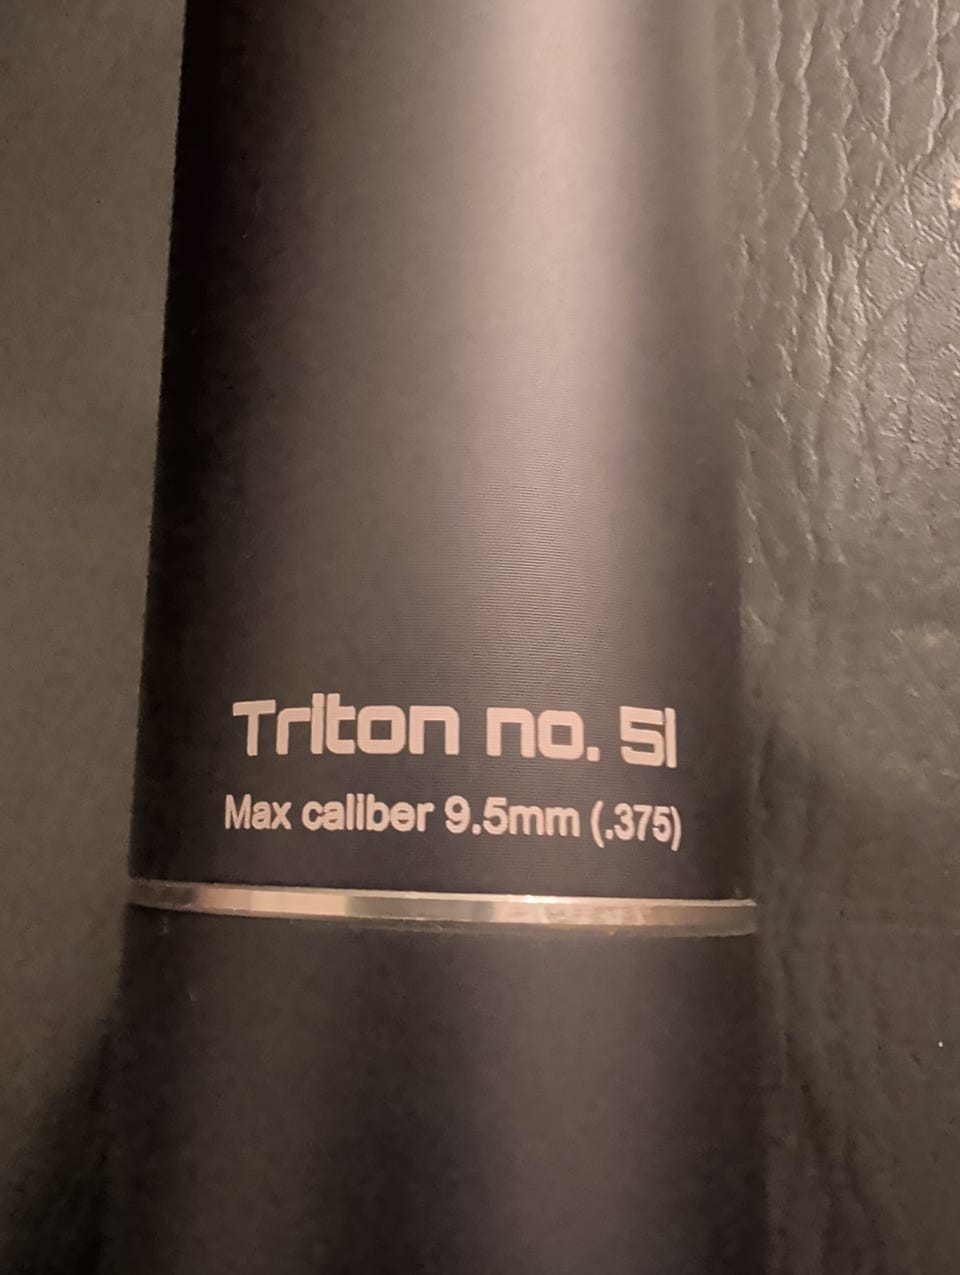 Triton no. 51
Max caliber 9.5mm (.375)